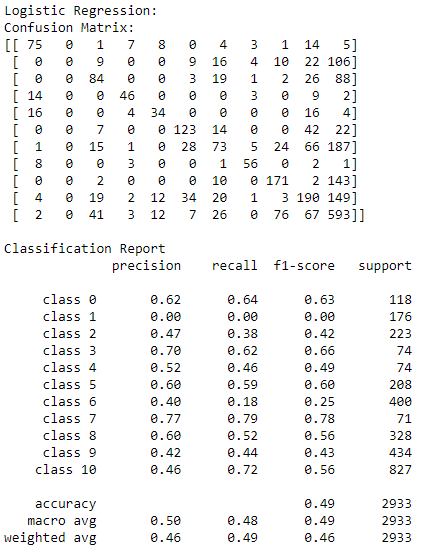 Logistic Regression:
Confusion Matrix:
[[ 75   0   1   7   8   0   4   3   1  14   5]
 [  0   0   9   0   0   9  16   4  10  22 106]
 [  0   0  84   0   0   3  19   1   2  26  88]
 [ 14   0   0  46   0   0   0   3   0   9   2]
 [ 16   0   0   4  34   0   0   0   0  16   4]
 [  0   0   7   0   0 123  14   0   0  42  22]
 [  1   0  15   1   0  28  73   5  24  66 187]
 [  8   0   0   3   0   0   1  56   0   2   1]
 [  0   0   2   0   0   0  10   0 171   2 143]
 [  4   0  19   2  12  34  20   1   3 190 149]
 [  2   0  41   3  12   7  26   0  76  67 593]]
Classification Report
precision    recall  f1-score   support
class 0       0.62      0.64      0.63       118
class 1       0.00      0.00      0.00       176
class 2       0.47      0.38      0.42       223
class 3       0.70      0.62      0.66        74
class 4       0.52      0.46      0.49        74
class 5       0.60      0.59      0.60       208
class 6       0.40      0.18      0.25       400
class 7       0.77      0.79      0.78        71
class 8       0.60      0.52      0.56       328
class 9       0.42      0.44      0.43       434
class 10       0.46      0.72      0.56       827
accuracy                           0.49      2933
macro avg       0.50      0.48      0.49      2933
weighted avg       0.46      0.49      0.46      2933